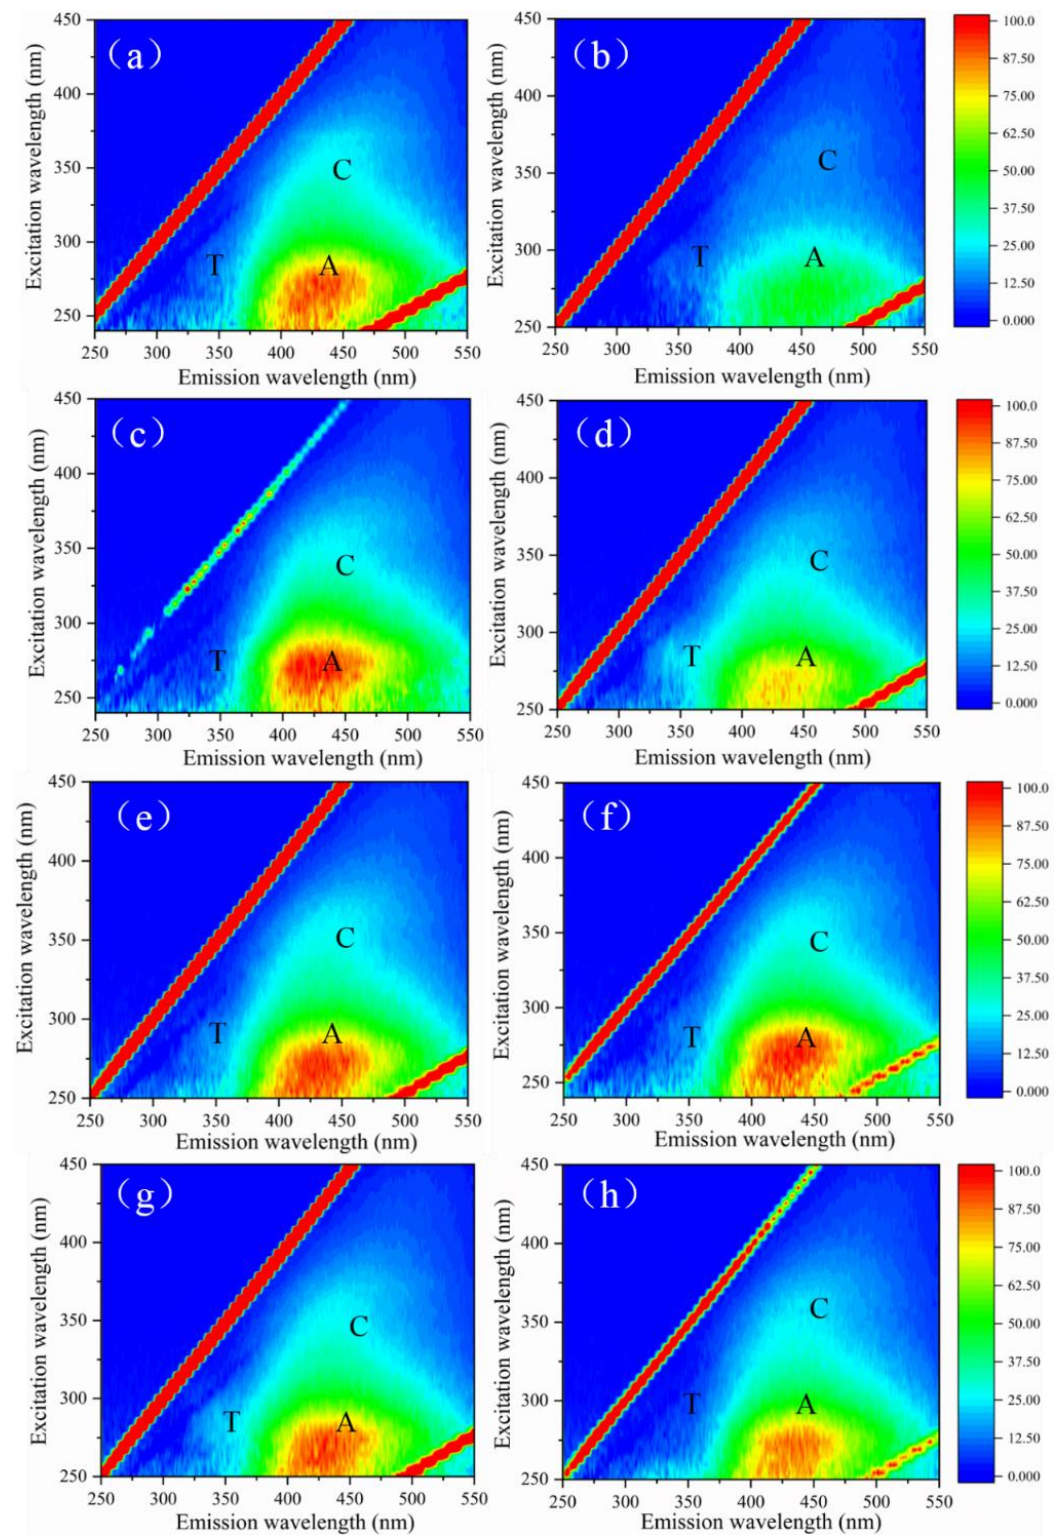 (a)
C
T
A
450
400
350
300
250
250 300 350 400 450 500 550
Excitation wavelength (nm)
Emission wavelength (nm)
(b)
C
T
A
450
400
350
300
250
250 300 350 400 450 500 550
Excitation wavelength (nm)
Emission wavelength (nm)
100.0
87.50
75.00
62.50
50.00
37.50
25.00
12.50
0.000
(c)
C
T
A
450
400
350
300
250
250 300 350 400 450 500 550
Excitation wavelength (nm)
Emission wavelength (nm)
(d)
C
T
A
450
400
350
300
250
250 300 350 400 450 500 550
Excitation wavelength (nm)
Emission wavelength (nm)
100.0
87.50
75.00
62.50
50.00
37.50
25.00
12.50
0.000
(e)
C
T
A
450
400
350
300
250
250 300 350 400 450 500 550
Excitation wavelength (nm)
Emission wavelength (nm)
(f)
C
T
A
450
400
350
300
250
250 300 350 400 450 500 550
Excitation wavelength (nm)
Emission wavelength (nm)
100.0
87.50
75.00
62.50
50.00
37.50
25.00
12.50
0.000
(g)
C
T
A
450
400
350
300
250
250 300 350 400 450 500 550
Excitation wavelength (nm)
Emission wavelength (nm)
(h)
C
T
A
450
400
350
300
250
250 300 350 400 450 500 550
Excitation wavelength (nm)
Emission wavelength (nm)
100.0
87.50
75.00
62.50
50.00
37.50
25.00
12.50
0.000